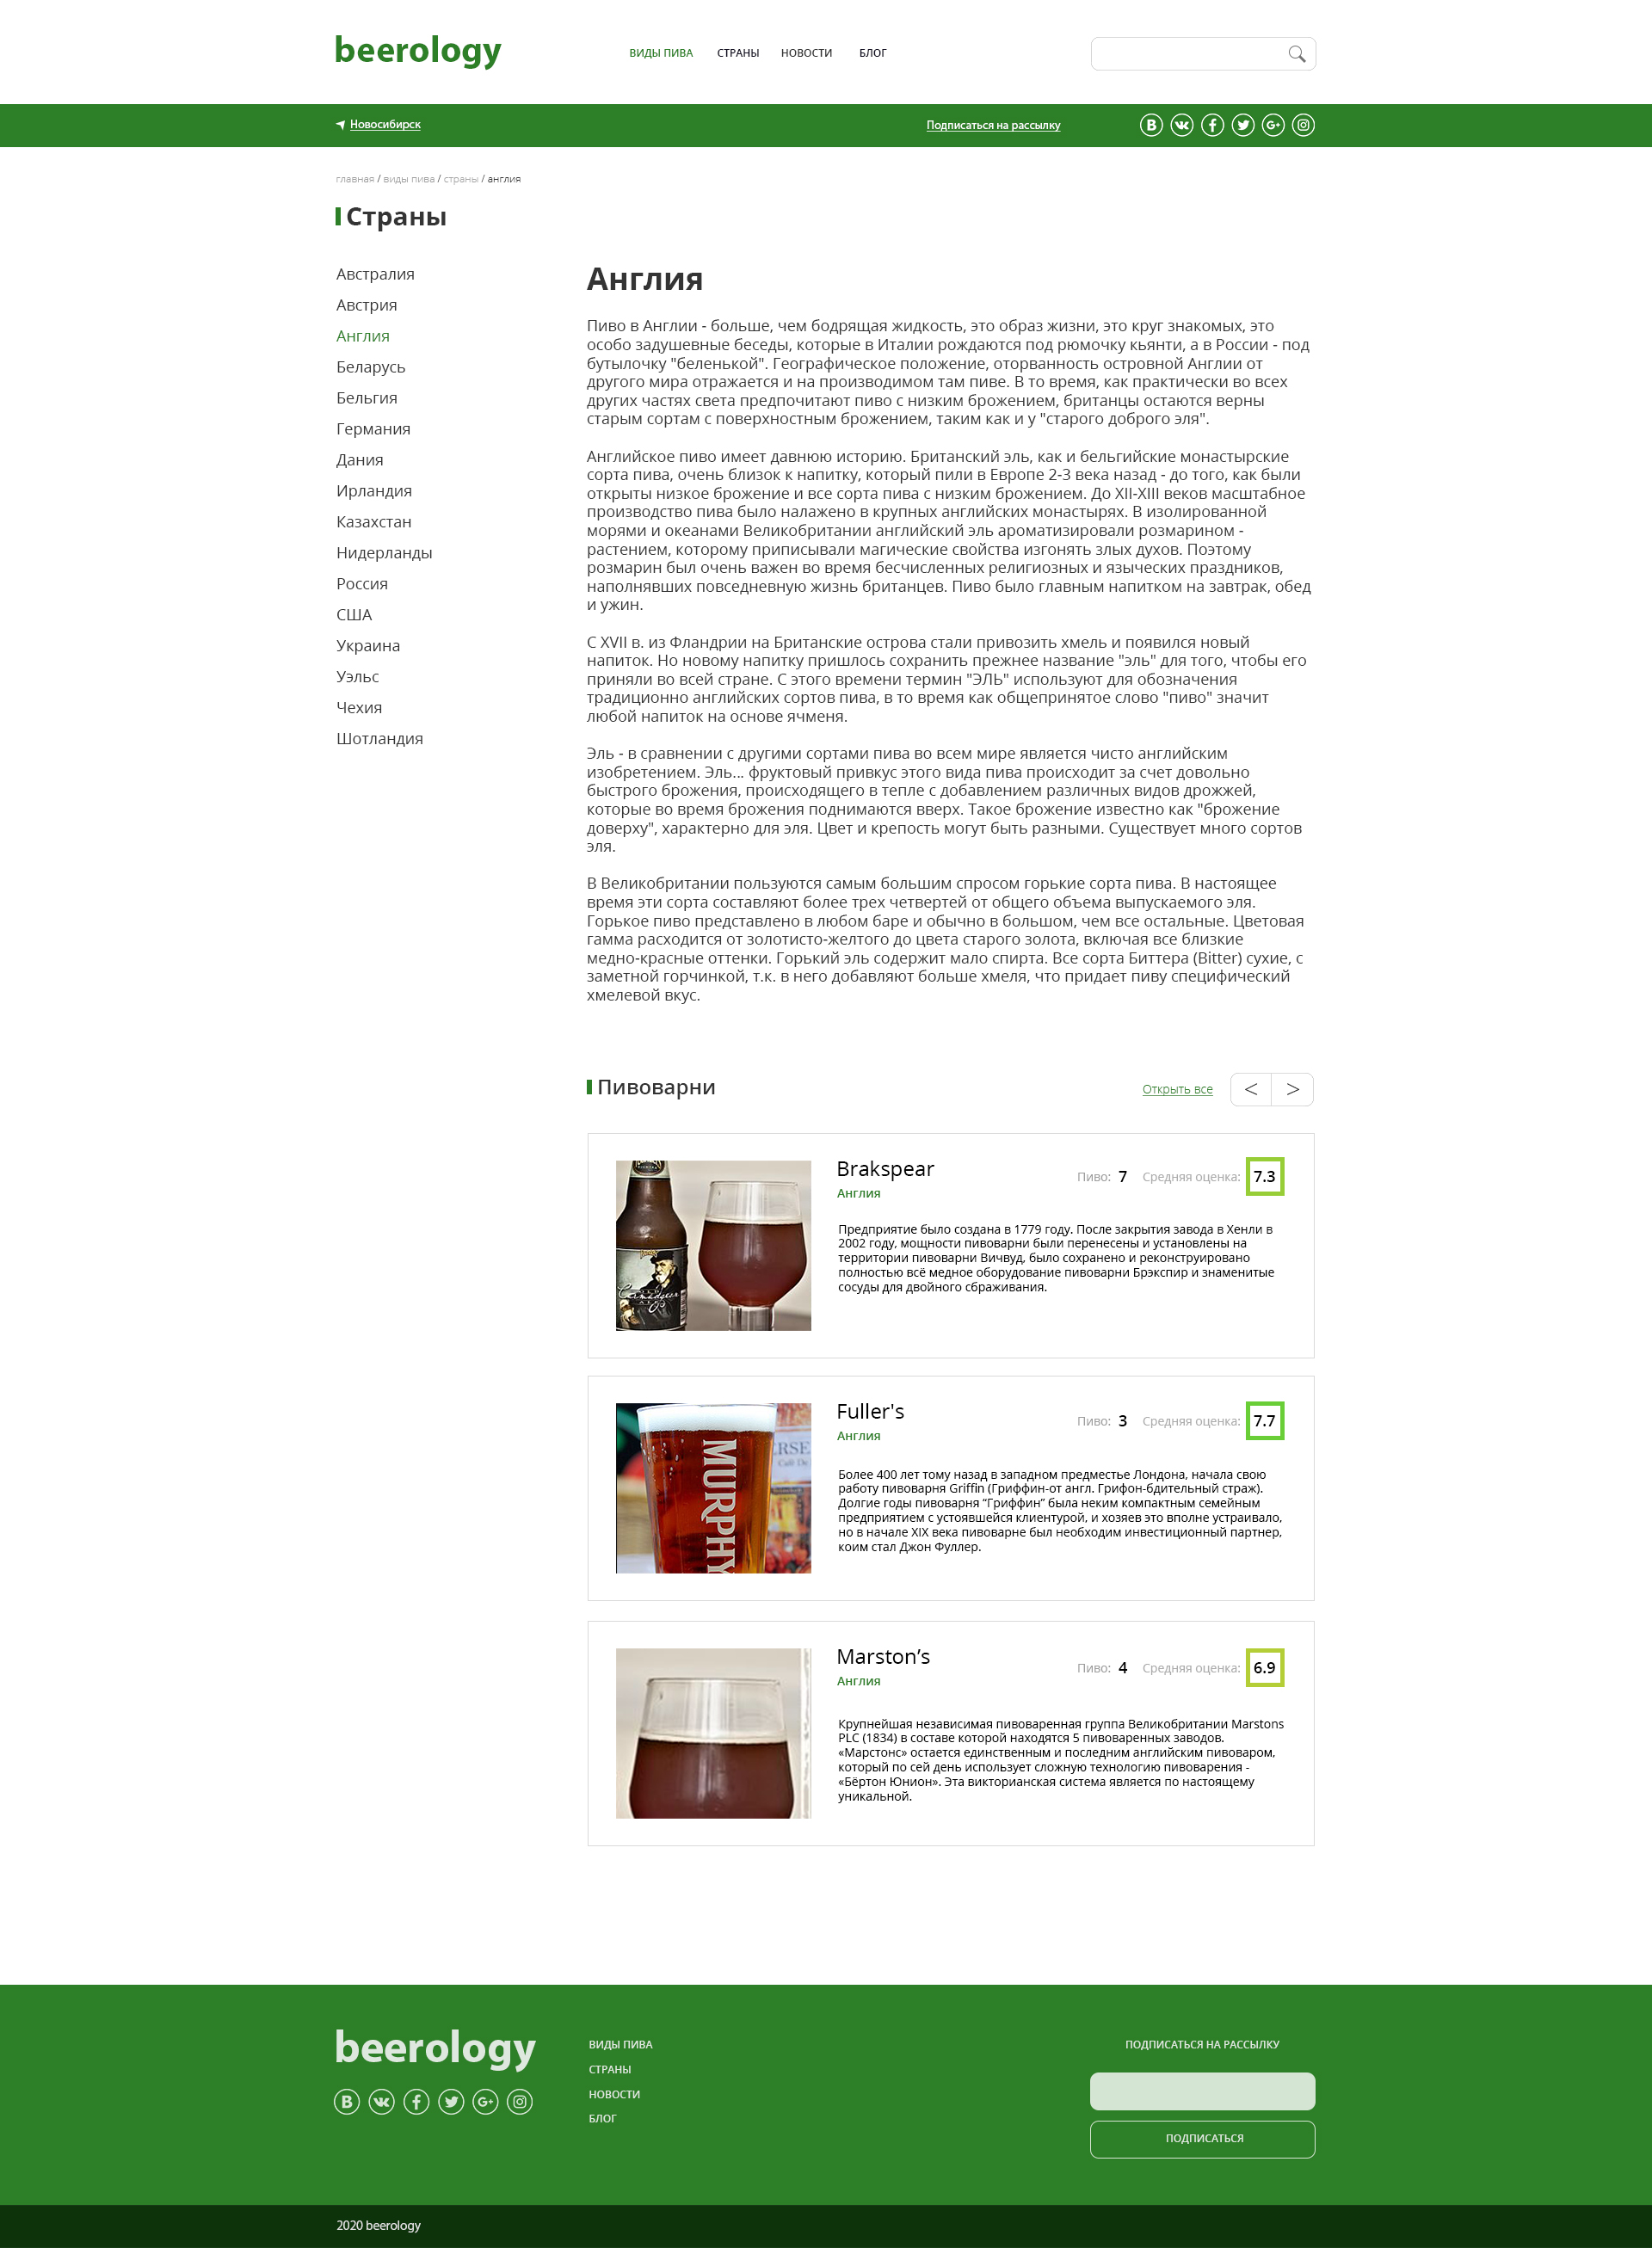 beerology
ВИДЫ ПИВА СТРАНЫ НОВОСТИ БЛОГ
Новосибирск
Подписаться на рассылку
главная / виды пива / страны / англия
Страны
Австралия
Австрия
Англия
Беларусь
Бельгия
Германия
Дания
Ирландия
Казахстан
Нидерланды
Россия
США
Украина
Уэльс
Чехия
Шотландия
Англия
Пиво в Англии - больше, чем бодрящая жидкость, это образ жизни, это круг знакомых, это
особо задушевные беседы, которые в Италии рождаются под рюмочку кьянти, а в России - под
бутылочку "беленькой". Географическое положение, оторванность островной Англии от
другого мира отражается и на производимом там пиве. В то время, как практически во всех
других частях света предпочитают пиво с низким брожением, британцы остаются верны
старым сортам с поверхностным брожением, таким как и у "старого доброго эля".
Английское пиво имеет давнюю историю. Британский эль, как и бельгийские монастырские
сорта пива, очень близок к напитку, который пили в Европе 2-3 века назад - до того, как были
открыты низкое брожение и все сорта пива с низким брожением. До XII-XIII веков масштабное
производство пива было налажено в крупных английских монастырях. В изолированной
морями и океанами Великобритании английский эль ароматизировали розмарином -
растением, которому приписывали магические свойства изгонять злых духов. Поэтому
розмарин был очень важен во время бесчисленных религиозных и языческих праздников,
наполнявших повседневную жизнь британцев. Пиво было главным напитком на завтрак, обед
и ужин.
С XVII в. из Фландрии на Британские острова стали привозить хмель и появился новый
напиток. Но новому напитку пришлось сохранить прежнее название "эль" для того, чтобы его
приняли во всей стране. С этого времени термин "ЭЛЬ" используют для обозначения
традиционно английских сортов пива, в то время как общепринятое слово "пиво" значит
любой напиток на основе ячменя.
Эль - в сравнении с другими сортами пива во всем мире является чисто английским
изобретением. Эль... фруктовый привкус этого вида пива происходит за счет довольно
быстрого брожения, происходящего в тепле с добавлением различных видов дрожжей,
которые во время брожения поднимаются вверх. Такое брожение известно как "брожение
доверху", характерно для эля. Цвет и крепость могут быть разными. Существует много сортов
эля.
В Великобритании пользуются самым большим спросом горькие сорта пива. В настоящее
время эти сорта составляют более трех четвертей от общего объема выпускаемого эля.
Горькое пиво представлено в любом баре и обычно в большом, чем все остальные. Цветовая
гамма расходится от золотисто-желтого до цвета старого золота, включая все близкие
медно-красные оттенки. Горький эль содержит мало спирта. Все сорта Биттера (Bitter) сухие, с
заметной горчинкой, т.к. в него добавляют больше хмеля, что придает пиву специфический
хмелевой вкус.
Пивоварни
Открыть все
< >
Brakspear
Англия
Пиво: 7 Средняя оценка: 7.3
Предприятие было создана в 1779 году. После закрытия завода в Хенли в
2002 году, мощности пивоварни были перенесены и установлены на
территории пивоварни Вичвуд, было сохранено и реконструировано
полностью всё медное оборудование пивоварни Брэкспир и знаменитые
сосуды для двойного сбраживания.
MURPHY
Fuller's
Англия
Пиво: 3 Средняя оценка: 7.7
Более 400 лет тому назад в западном предместье Лондона, начала свою
работу пивоварня Griffin (Гриффин-от англ. Грифон-бдительный страж).
Долгие годы пивоварня “Гриффин” была неким компактным семейным
предприятием с устоявшейся клиентурой, и хозяев это вполне устраивало,
но в начале XIX века пивоварне был необходим инвестиционный партнер,
коим стал Джон Фуллер.
Marston’s
Англия
Пиво: 4 Средняя оценка: 6.9
Крупнейшая независимая пивоваренная группа Великобритании Marstons
PLC (1834) в составе которой находятся 5 пивоваренных заводов.
«Марстонс» остается единственным и последним английским пивоваром,
который по сей день использует сложную технологию пивоварения -
«Бёртон Юнион». Эта викторианская система является по настоящему
уникальной.
beerology
ВИДЫ ПИВА
СТРАНЫ
НОВОСТИ
БЛОГ
ПОДПИСАТЬСЯ НА РАССЫЛКУ
ПОДПИСАТЬСЯ
2020 beerology